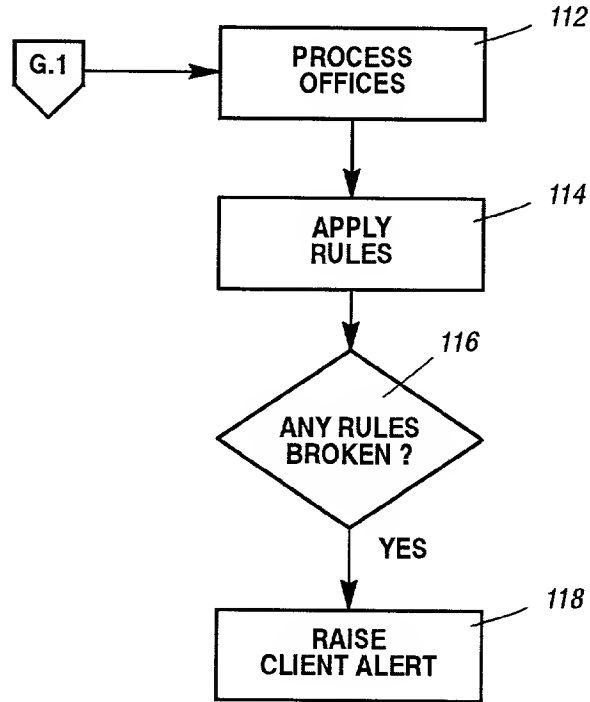 112
G.1
PROCESS
OFFICES
114
APPLY
RULES
116
ANY RULES
BROKEN ?
YES
118
RAISE
CLIENT ALERT